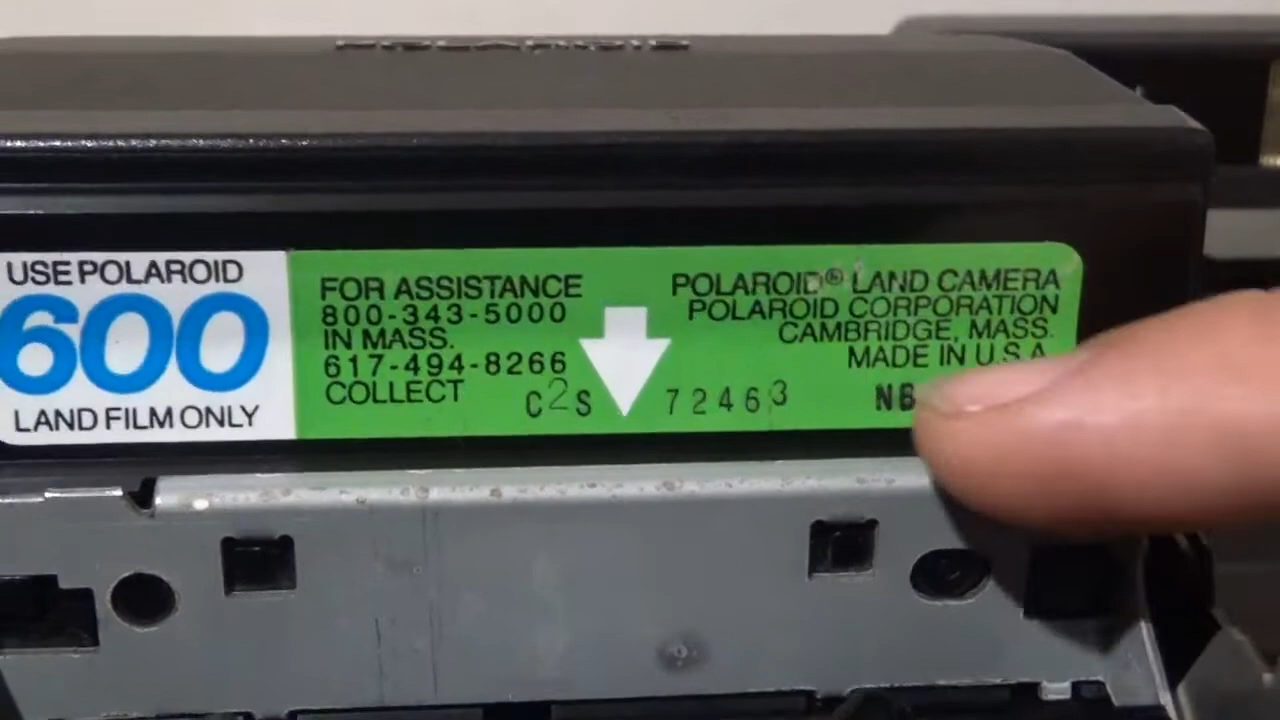 POLAROID
USE POLAROID
600
LAND FILM ONLY
FOR ASSISTANCE
800-343-5000
IN MASS.
617-494-8266
COLLECT
POLAROID® LAND CAMERA
POLAROID CORPORATION
CAMBRIDGE, MASS.
MADE IN U.S.A.
C2S 72463 NB